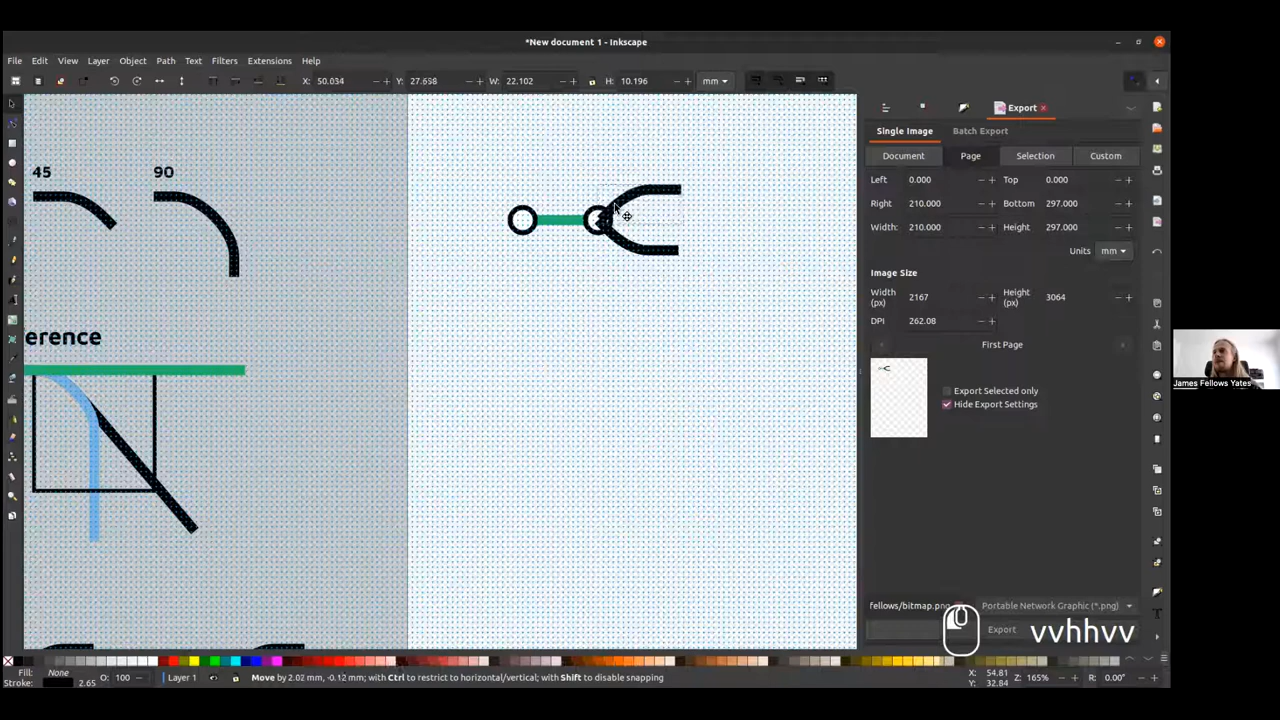 *New document 1 - Inkscape
File Edit View Layer Object Path Text Filters Extensions Help
X: 50.034 Y: 27.658 W: 22.102 H: 10.196 mm
Export
Single Image Batch Export
Document Page Selection Custom
Left 0.000 Top 0.000
Right 210.000 Bottom 297.000
Width: 210.000 Height 297.000
Units mm
Image Size
Width (px) 2167 Height (px) 3064
DPI 262.08
First Page
Export Selected only
Hide Export Settings
45 90
erence
James Fellows Yates
fellows/bitmap.png Portable Network Graphic (*.png)
Export
vvhhvv
Fill: None
Stroke: 2.65
O: 100
Layer 1
Move by 2.02 mm, -0.12 mm; with Ctrl to restrict to horizontal/vertical; with Shift to disable snapping
X: 54.81
Y: 32.84
Z: 165%
R: 0.00°